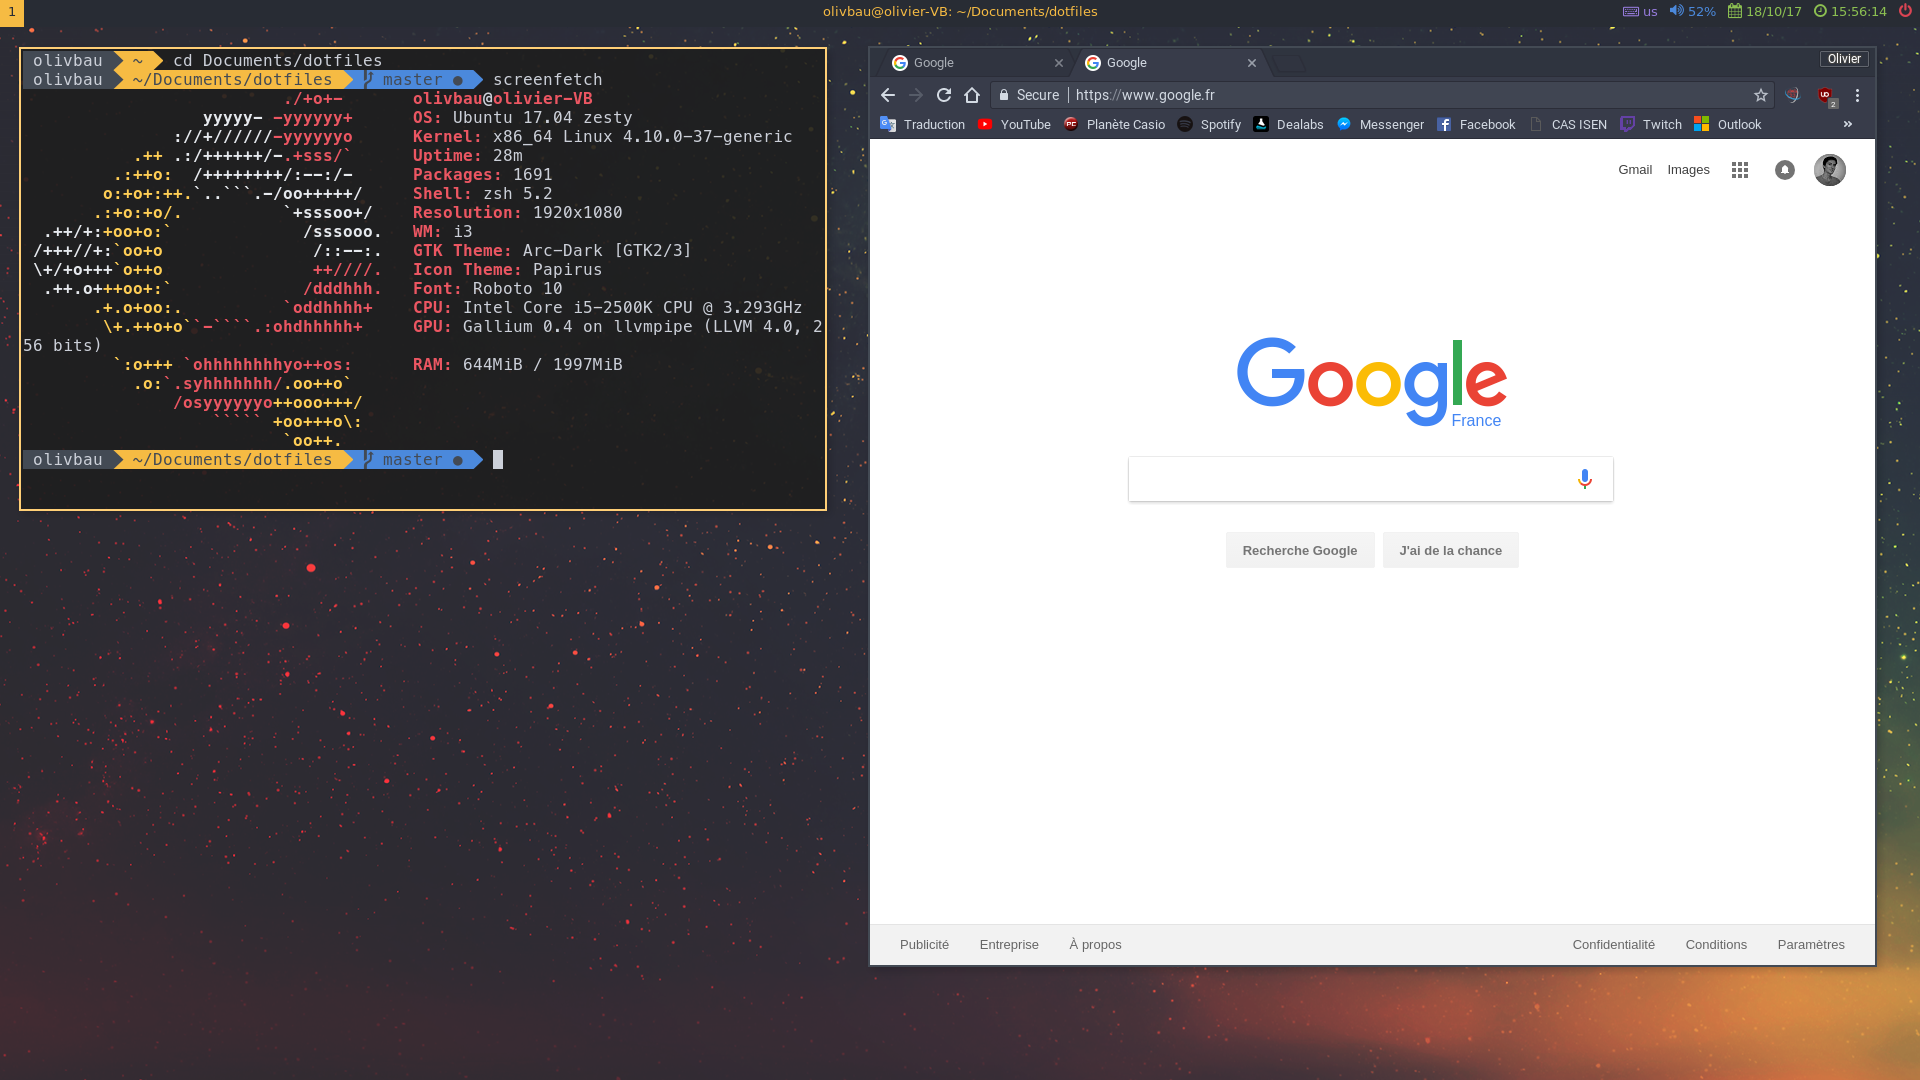 1
olivbau@olivier-VB: ~/Documents/dotfiles
us 52% 18/10/17 15:56:14
olivbau ~ cd Documents/dotfiles
olivbau ~/Documents/dotfiles master ● screenfetch
./+o+- olivbau@olivier-VB
yyyyy- -yyyyyy+ OS: Ubuntu 17.04 zesty
://+//////-yyyyyyo Kernel: x86_64 Linux 4.10.0-37-generic
.++ .:/++++++/-.+sss/` Uptime: 28m
.:++o: /++++++++/:--:/- Packages: 1691
o:+o+:++.`..```.-/oo+++++/ Shell: zsh 5.2
.:+o:+o/. `+sssoo+/ Resolution: 1920x1080
.++/+:+oo+o:` /sssooo. WM: i3
/+++//+:`oo+o /::--:. GTK Theme: Arc-Dark [GTK2/3]
\+/+o+++`o++o ++////. Icon Theme: Papirus
.++.o+++oo+:` /dddhhh. Font: Roboto 10
.+.o+oo:. `oddhhhh+ CPU: Intel Core i5-2500K CPU @ 3.293GHz
\+.++o+o``-````.:ohdhhhhh+ GPU: Gallium 0.4 on llvmpipe (LLVM 4.0, 2
56 bits)
`:o+++ `ohhhhhhhhyo++os: RAM: 644MiB / 1997MiB
.o:`.syhhhhhhh/.oo++o`
/osyyyyyyo++ooo+++/
````` +oo+++o\:
`oo++.
olivbau ~/Documents/dotfiles master ●
Google Google Olivier
Secure https://www.google.fr 2
Traduction YouTube Planète Casio Spotify Dealabs Messenger Facebook CAS ISEN Twitch Outlook »
Gmail Images
Google
France
Recherche Google J'ai de la chance
Publicité Entreprise À propos Confidentialité Conditions Paramètres